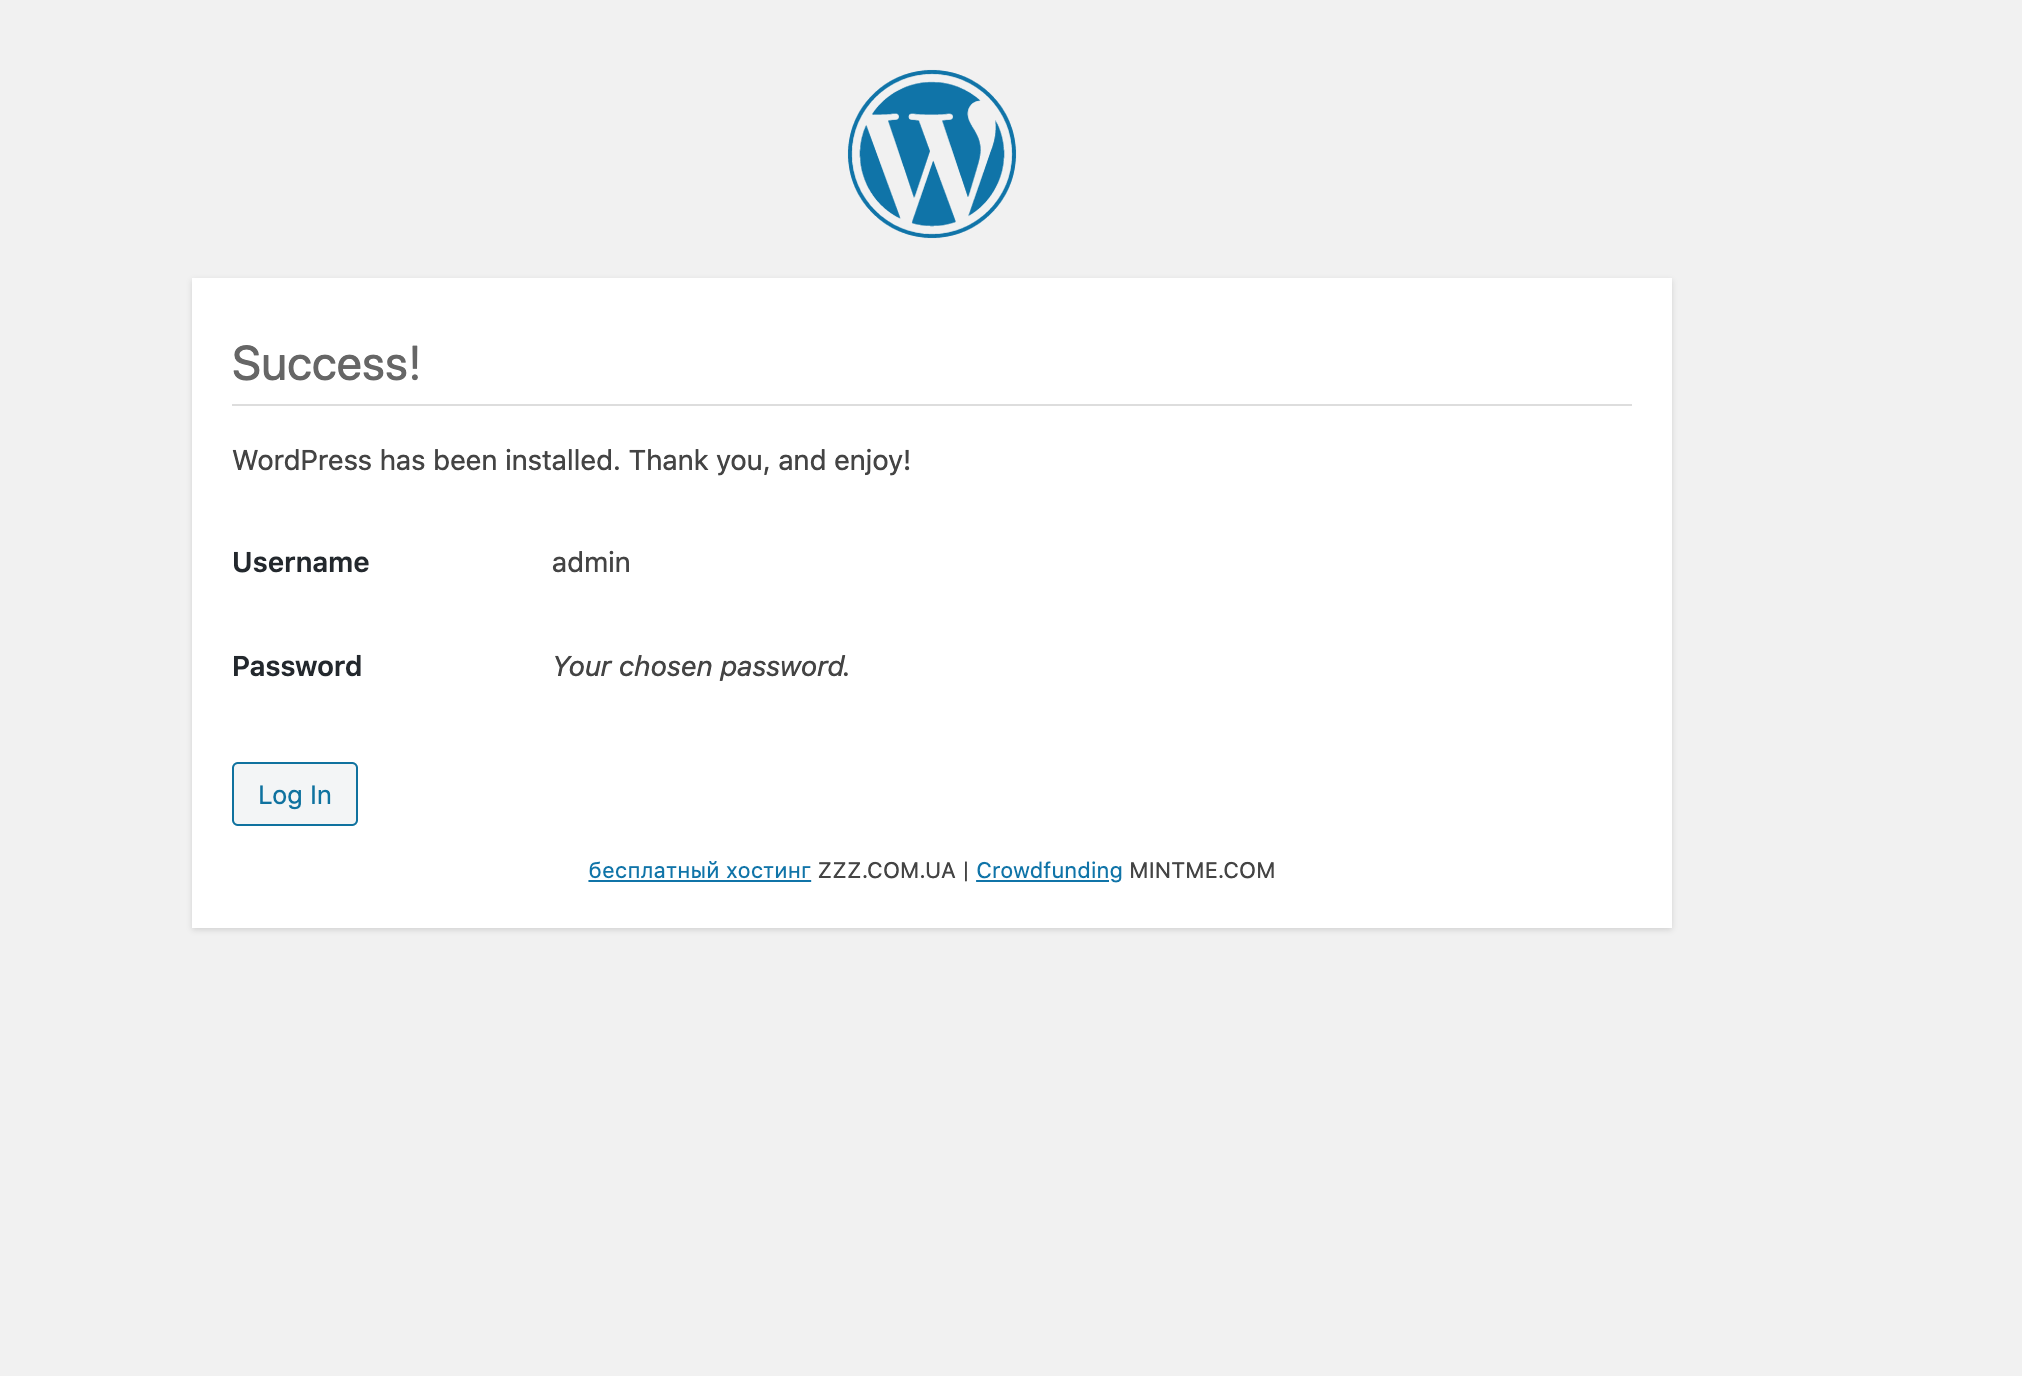 Success!
WordPress has been installed. Thank you, and enjoy!
Username admin
Password Your chosen password.
Log In
бесплатный хостинг ZZZ.COM.UA | Crowdfunding MINTME.COM